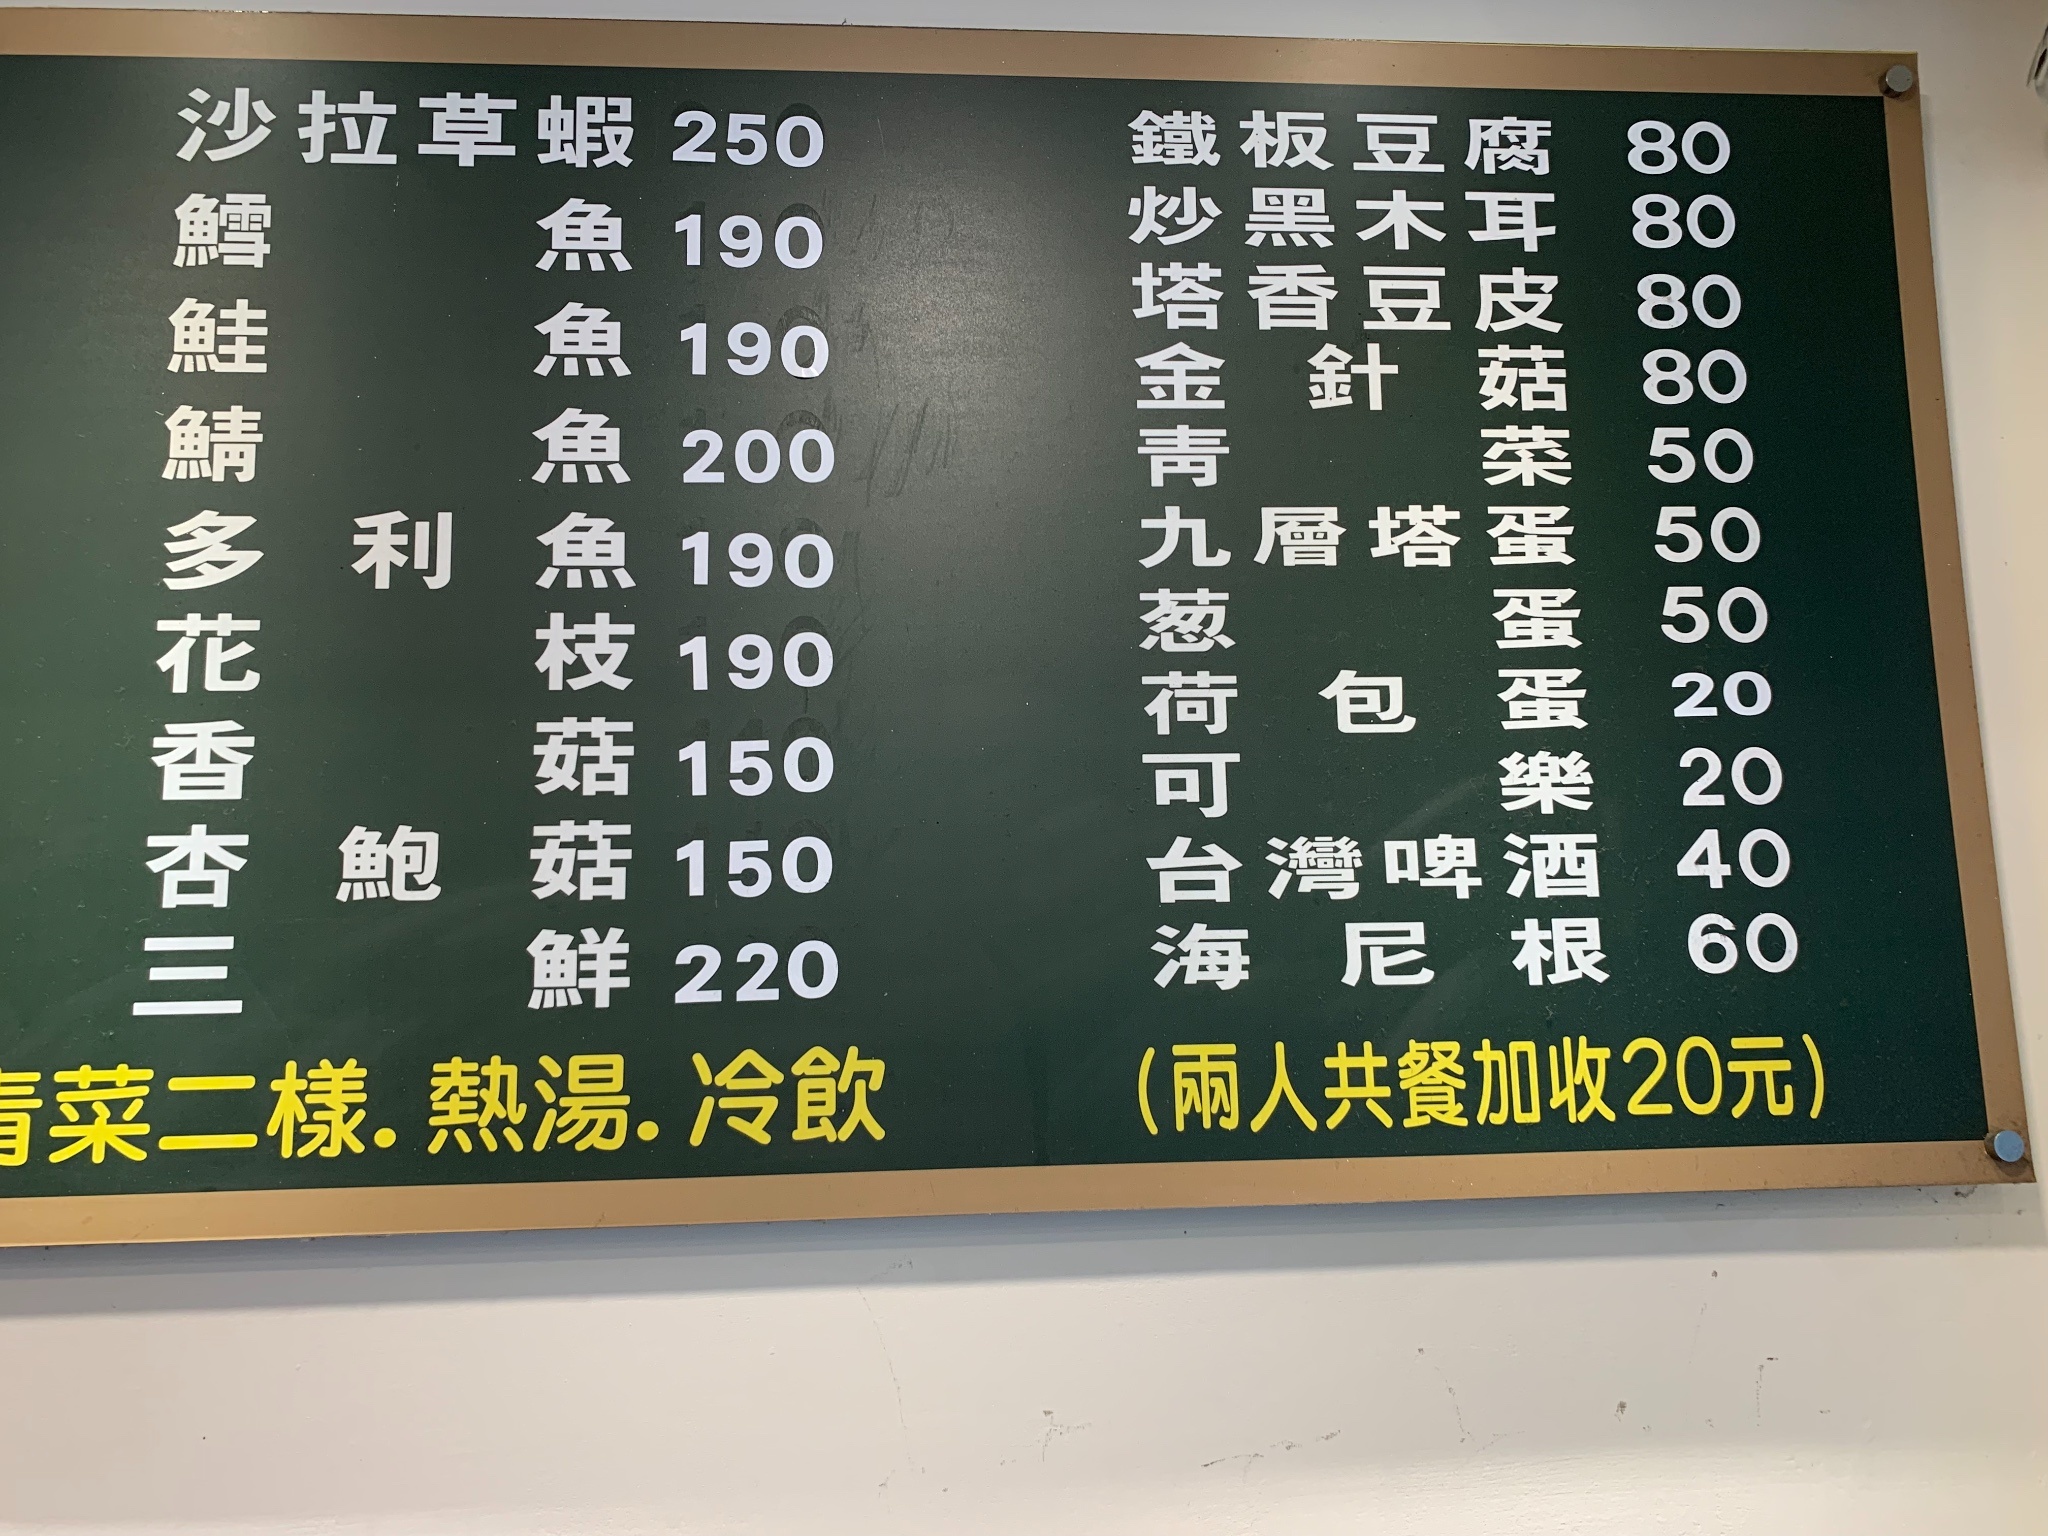 沙拉草蝦 250
鱈魚 190
鮭魚 190
鯖魚 200
多利魚 190
花枝 190
香菇 150
杏鮑菇 150
三鮮 220
青菜二樣.熱湯.冷飲
鐵板豆腐 80
炒黑木耳 80
塔香豆皮 80
金針菇 80
青菜 50
九層塔蛋 50
葱蛋 50
荷包蛋 20
可樂 20
台灣啤酒 40
海尼根 60
(兩人共餐加收20元)